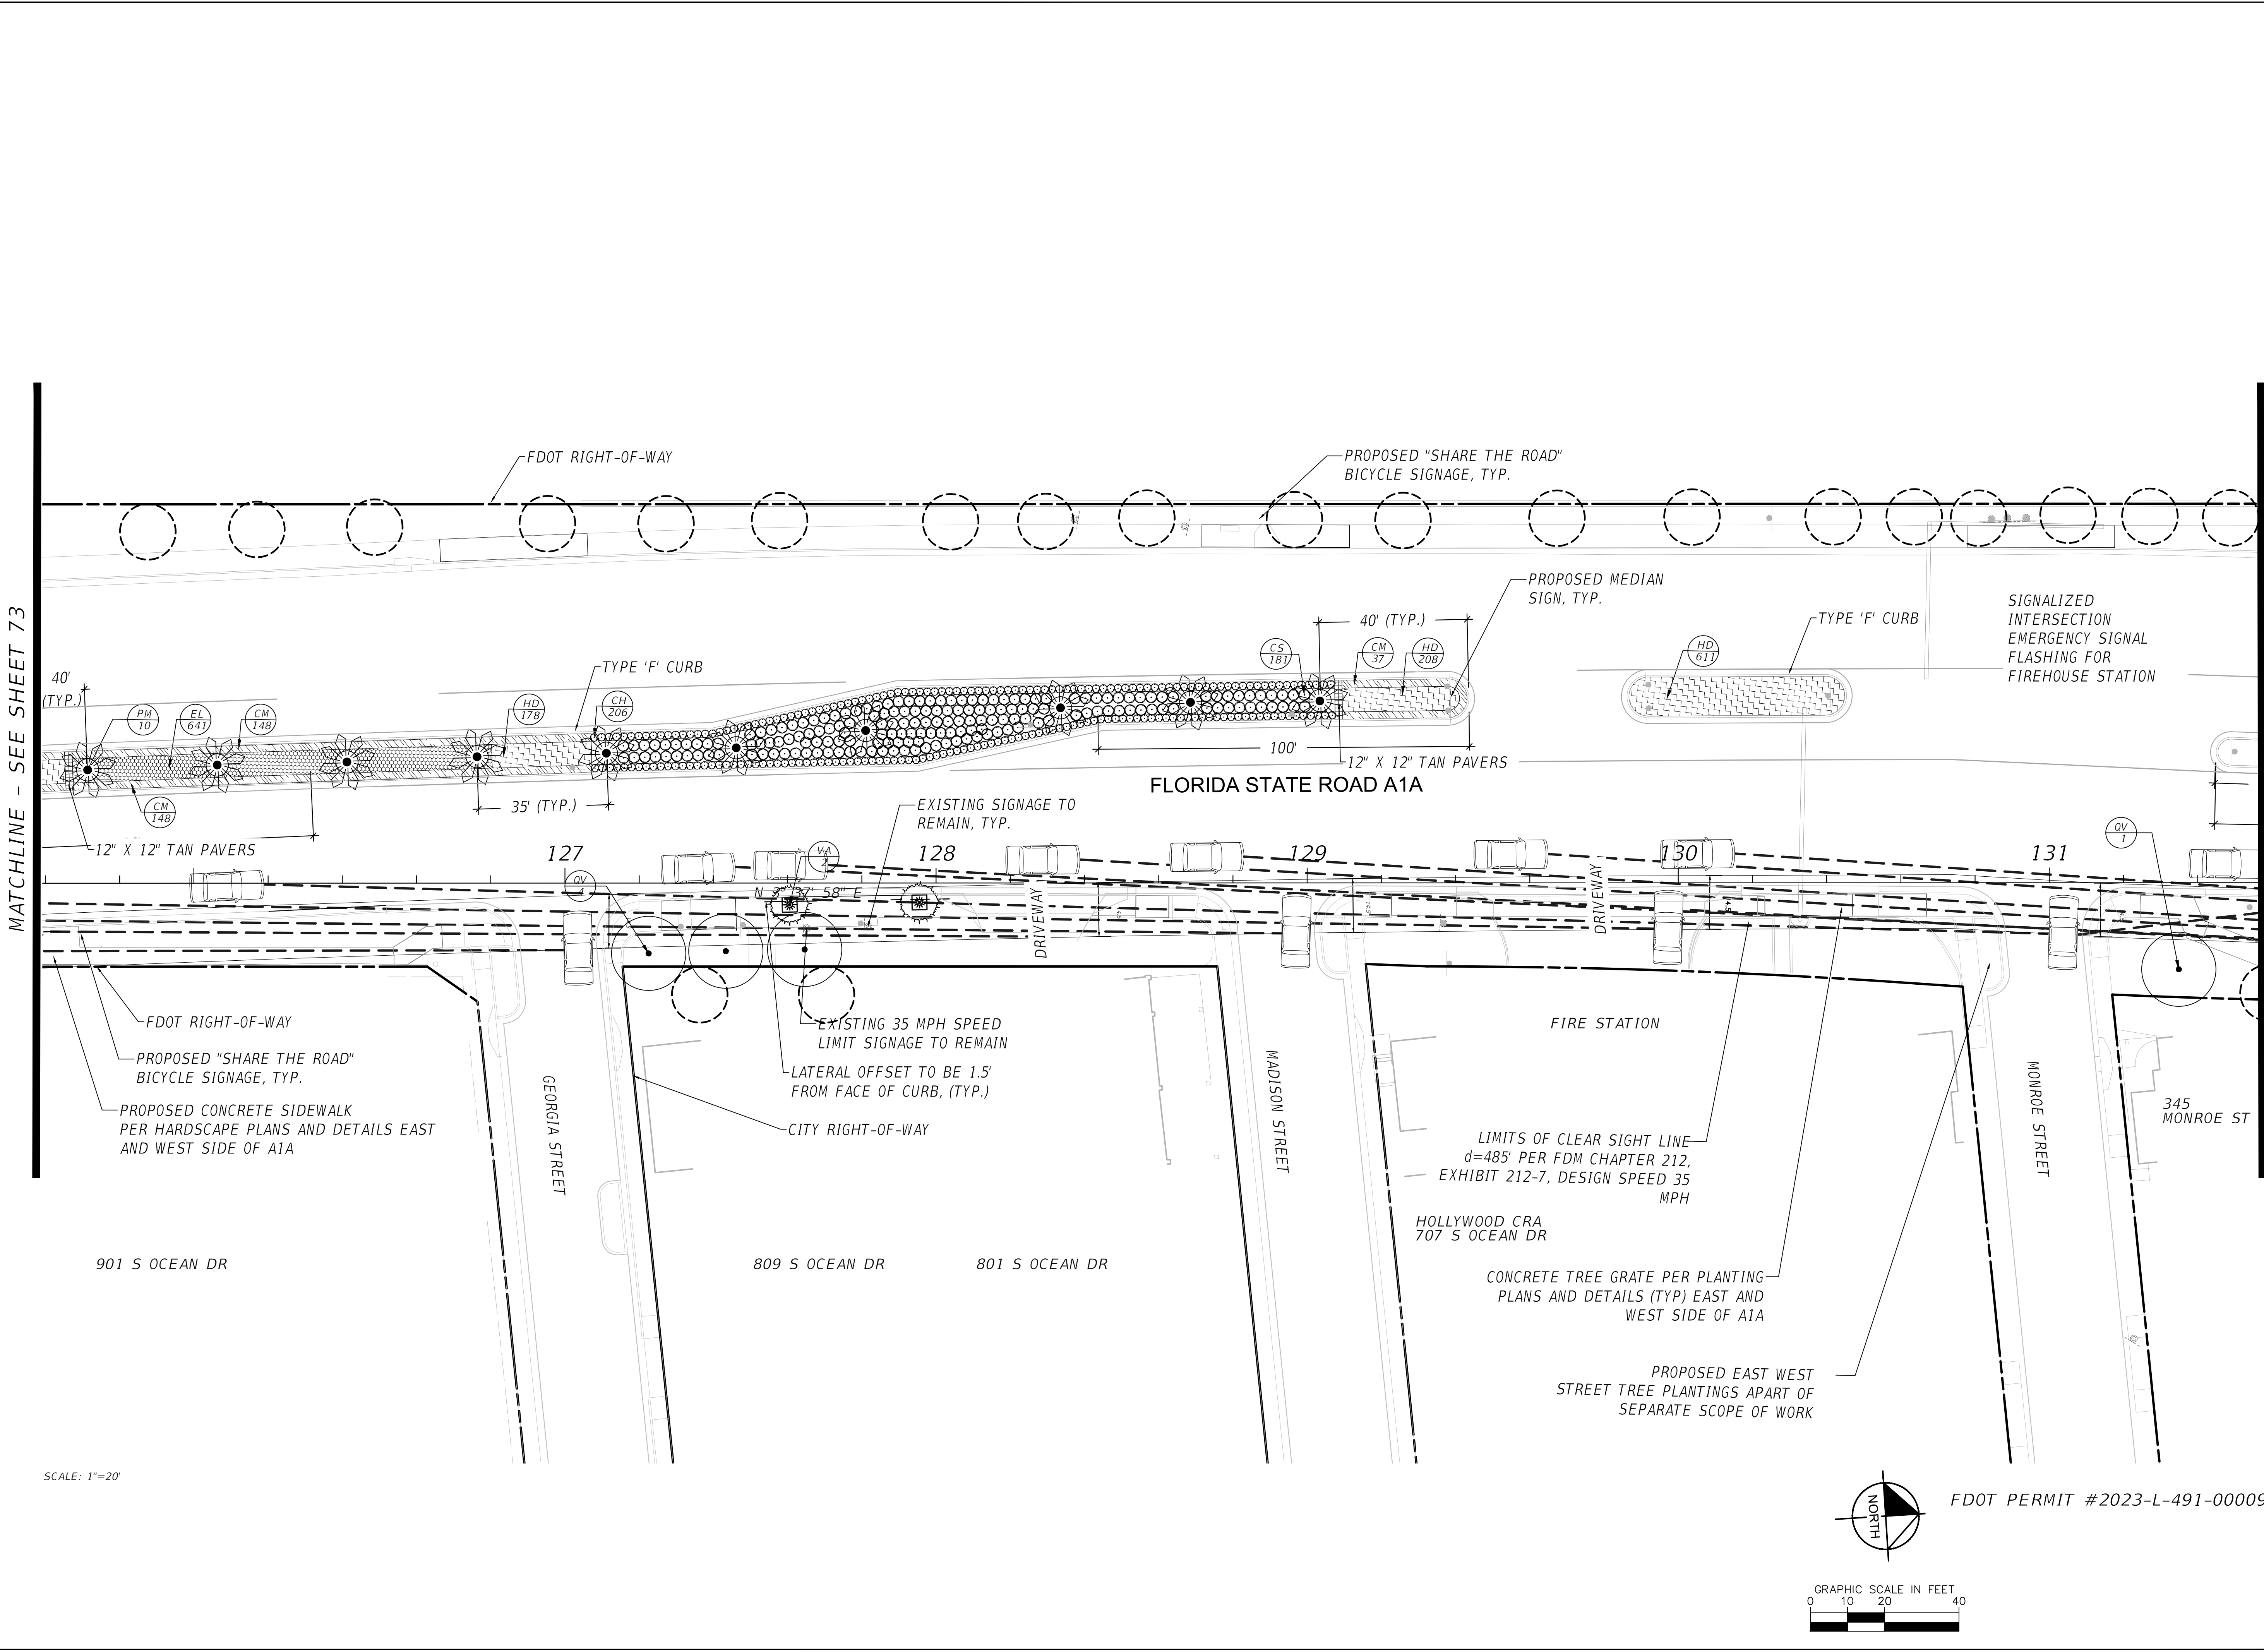 FDOT RIGHT-OF-WAY
PROPOSED "SHARE THE ROAD"
BICYCLE SIGNAGE, TYP.
PROPOSED MEDIAN
SIGN, TYP.
SIGNALIZED
INTERSECTION
EMERGENCY SIGNAL
FLASHING FOR
FIREHOUSE STATION
TYPE 'F' CURB
40' (TYP.)
HD
611
CS
181
CM
37
HD
208
TYPE 'F' CURB
MATCHLINE - SEE SHEET 73
40'
(TYP.)
PM
10
EL
641
CM
148
HD
178
CH
206
100'
12" X 12" TAN PAVERS
FLORIDA STATE ROAD A1A
35' (TYP.)
CM
148
EXISTING SIGNAGE TO
REMAIN, TYP.
12" X 12" TAN PAVERS
127
128
129
130
131
VA
2
QV
4
QV
1
N 3° 37' 58" E
DRIVEWAY
DRIVEWAY
FDOT RIGHT-OF-WAY
EXISTING 35 MPH SPEED
LIMIT SIGNAGE TO REMAIN
FIRE STATION
PROPOSED "SHARE THE ROAD"
BICYCLE SIGNAGE, TYP.
LATERAL OFFSET TO BE 1.5'
FROM FACE OF CURB, (TYP.)
PROPOSED CONCRETE SIDEWALK
PER HARDSCAPE PLANS AND DETAILS EAST
AND WEST SIDE OF A1A
CITY RIGHT-OF-WAY
GEORGIA STREET
MADISON STREET
MONROE STREET
345
MONROE ST
LIMITS OF CLEAR SIGHT LINE
d=485' PER FDM CHAPTER 212,
EXHIBIT 212-7, DESIGN SPEED 35
MPH
HOLLYWOOD CRA
707 S OCEAN DR
901 S OCEAN DR
809 S OCEAN DR
801 S OCEAN DR
CONCRETE TREE GRATE PER PLANTING
PLANS AND DETAILS (TYP) EAST AND
WEST SIDE OF A1A
PROPOSED EAST WEST
STREET TREE PLANTINGS APART OF
SEPARATE SCOPE OF WORK
SCALE: 1"=20'
NORTH
FDOT PERMIT #2023-L-491-00009
GRAPHIC SCALE IN FEET
0 10 20 40